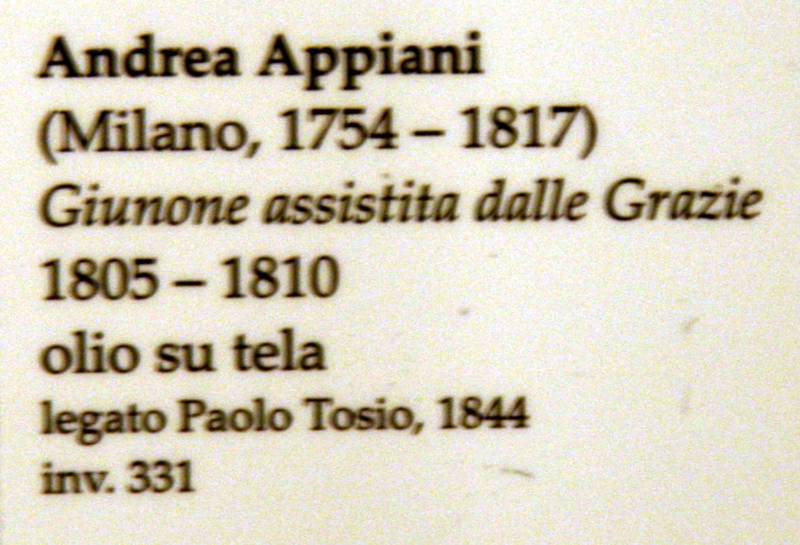 Andrea Appiani
(Milano, 1754 – 1817)
Giunone assistita dalle Grazie
1805 – 1810
olio su tela
legato Paolo Tosio, 1844
inv. 331